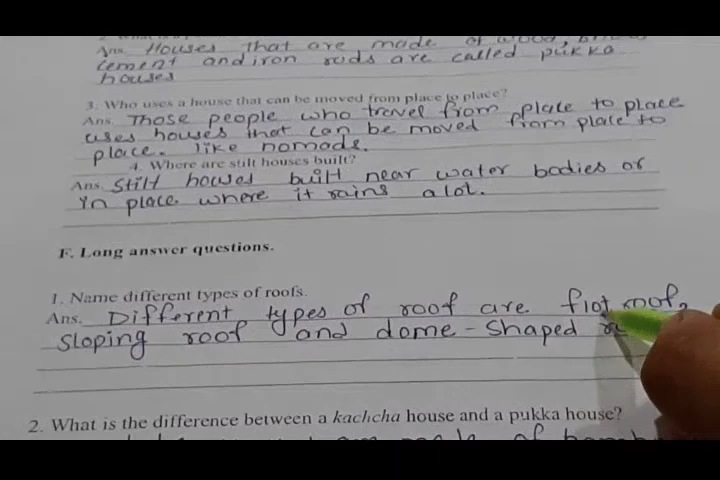 Ans. Houses that are made of wood,
cement and iron rods are called pukka
houses
3. Who uses a house that can be moved from place to place?
Ans. Those people who travel from place to place
uses houses that can be moved from place to
place. like nomads.
4. Where are stilt houses built?
Ans Stilt houses built near water bodies or
in place where it rains a lot.
F. Long answer questions.
1. Name different types of roofs.
Ans. Different types of roof are flat roof,
sloping roof and dome-shaped
2. What is the difference between a kachcha house and a pukka house?